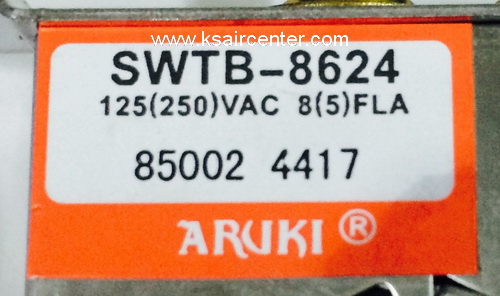 www.ksaircenter.com
SWTB-8624
125(250)VAC 8(5)FLA
85002 4417
ARUKI ®